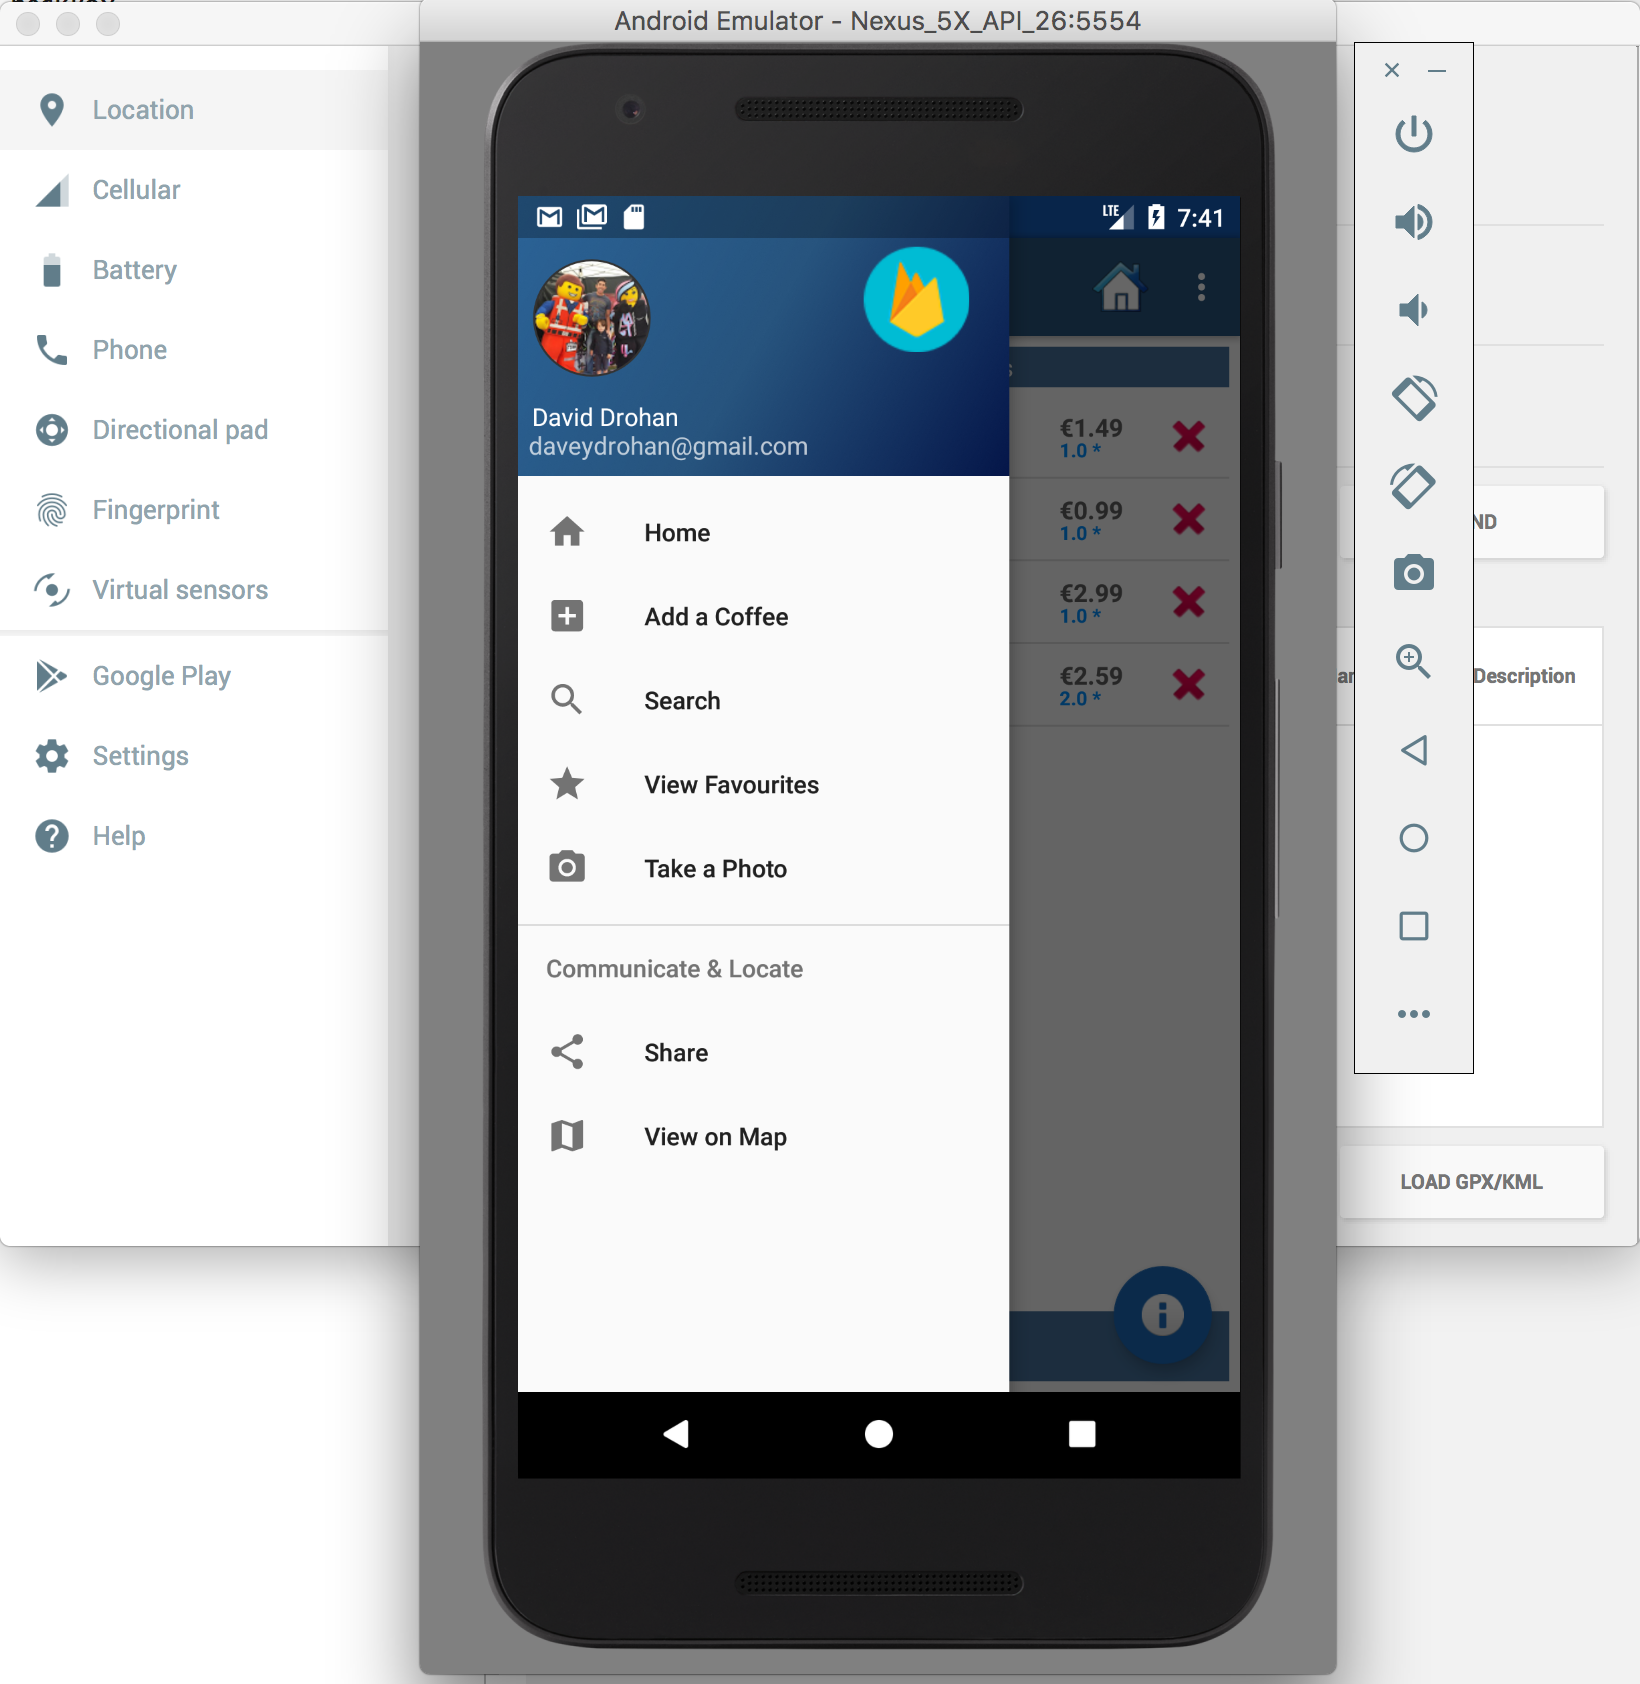 Android Emulator - Nexus_5X_API_26:5554
Location
Cellular
Battery
Phone
Directional pad
Fingerprint
Virtual sensors
Google Play
Settings
Help
LTE 7:41
David Drohan
daveydrohan@gmail.com
Home
Add a Coffee
Search
View Favourites
Take a Photo
Communicate & Locate
Share
View on Map
s
€1.49
1.0 *
€0.99
1.0 *
€2.99
1.0 *
€2.59
2.0 *
ND
Description
LOAD GPX/KML